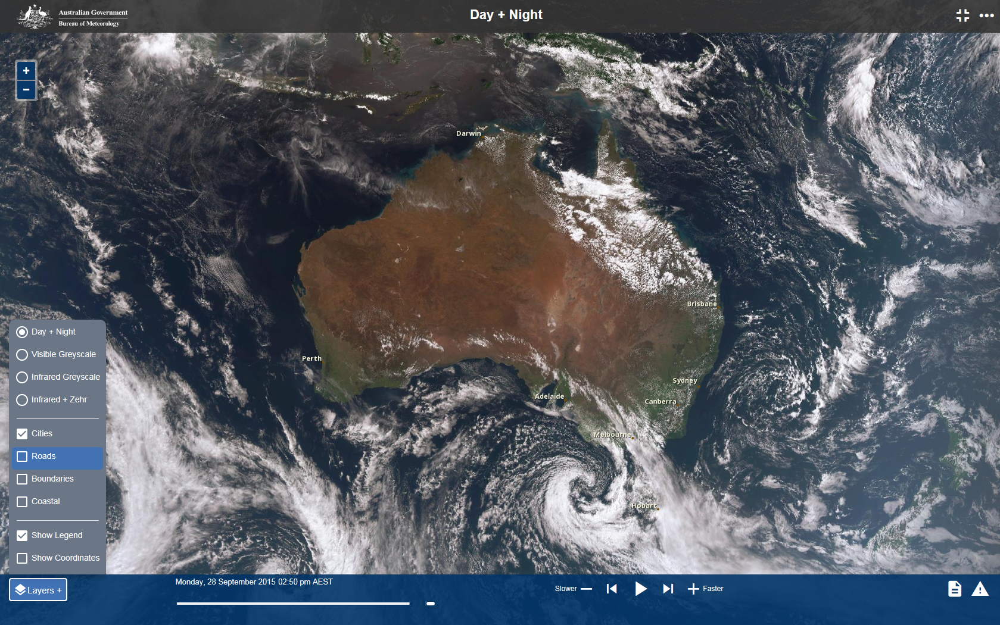 Australian Government
Bureau of Meteorology
Day + Night
Darwin
Brisbane
Perth
Sydney
Adelaide
Canberra
Melbourne
Hobart
Day + Night
Visible Greyscale
Infrared Greyscale
Infrared + Zehr
Cities
Roads
Boundaries
Coastal
Show Legend
Show Coordinates
Layers +
Monday, 28 September 2015 02:50 pm AEST
Slower
Faster